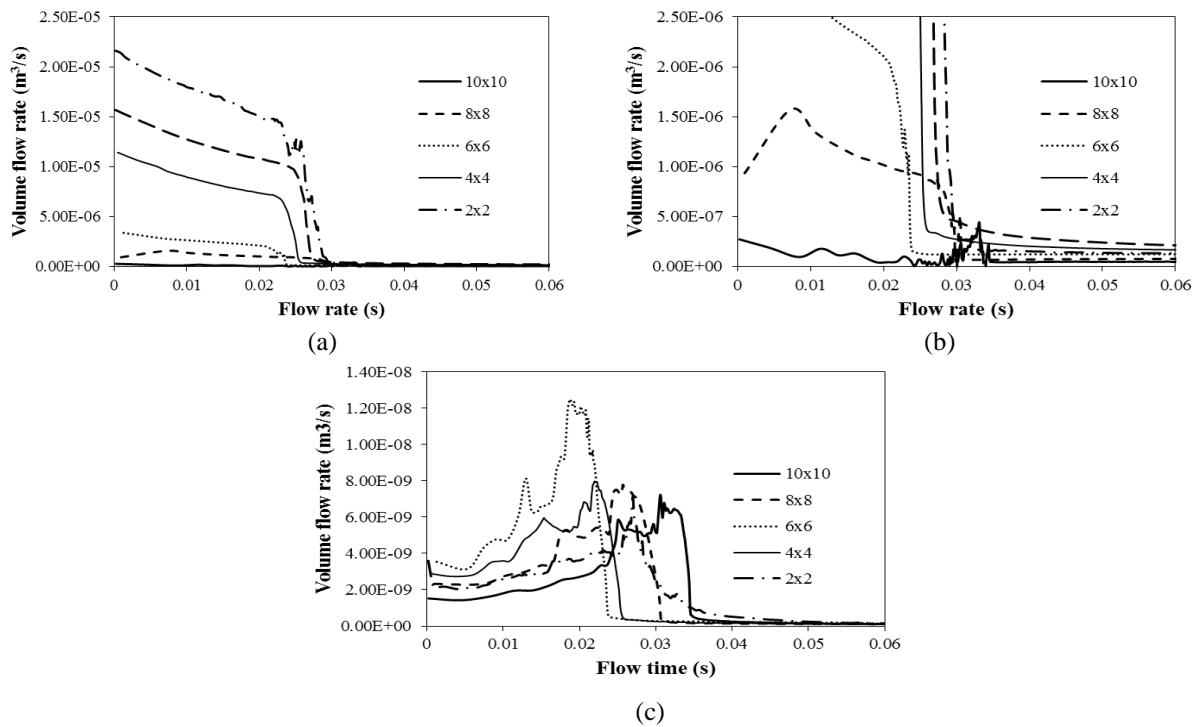 2.50E-05
2.00E-05
1.50E-05
1.00E-05
5.00E-06
0.00E+00
Volume flow rate (m³/s)
10x10
8x8
6x6
4x4
2x2
0 0.01 0.02 0.03 0.04 0.05 0.06
Flow rate (s)
(a)
2.50E-06
2.00E-06
1.50E-06
1.00E-06
5.00E-07
0.00E+00
Volume flow rate (m³/s)
10x10
8x8
6x6
4x4
2x2
0 0.01 0.02 0.03 0.04 0.05 0.06
Flow rate (s)
(b)
1.40E-08
1.20E-08
1.00E-08
8.00E-09
6.00E-09
4.00E-09
2.00E-09
0.00E+00
Volume flow rate (m3/s)
10x10
8x8
6x6
4x4
2x2
0 0.01 0.02 0.03 0.04 0.05 0.06
Flow time (s)
(c)